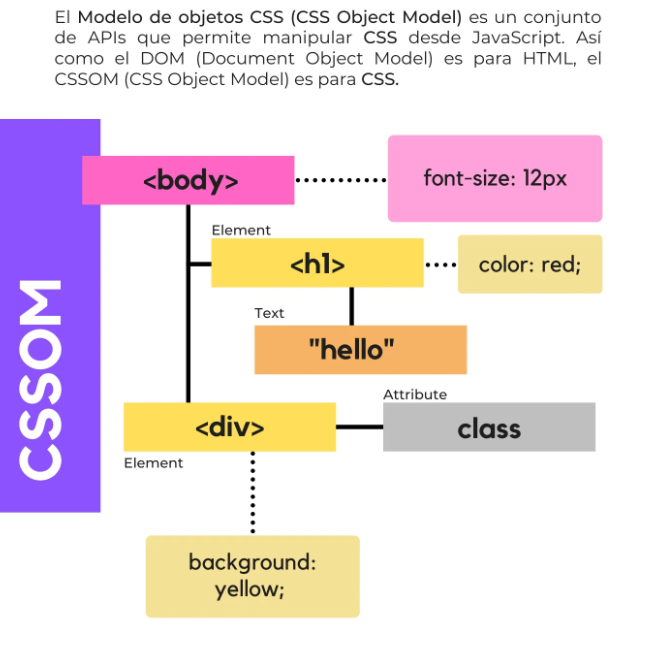 El Modelo de objetos CSS (CSS Object Model) es un conjunto
de APIs que permite manipular CSS desde JavaScript. Así
como el DOM (Document Object Model) es para HTML, el
CSSOM (CSS Object Model) es para CSS.
CSSOM
<body>
font-size: 12px
Element
<h1>
color: red;
Text
"hello"
<div>
Element
Attribute
class
background:
yellow;